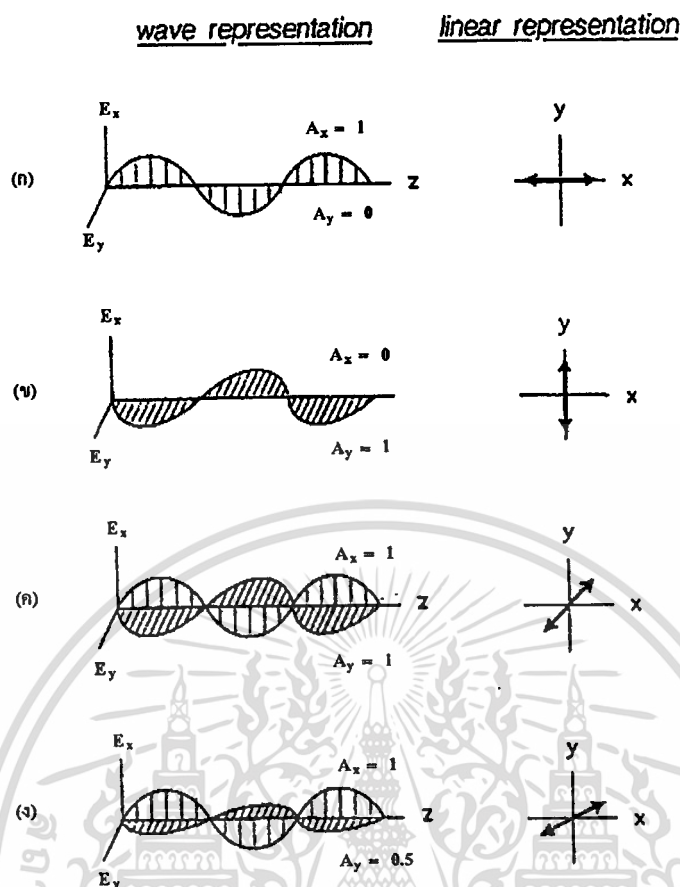 wave representation linear representation
E_x A_x = 1 y
(ก) z x
E_y A_y = 0
E_x A_x = 0 y
(ข) x
E_y A_y = 1
E_x A_x = 1 y
(ค) z x
E_y A_y = 1
E_x A_x = 1 y
(ง) z x
E_y A_y = 0.5